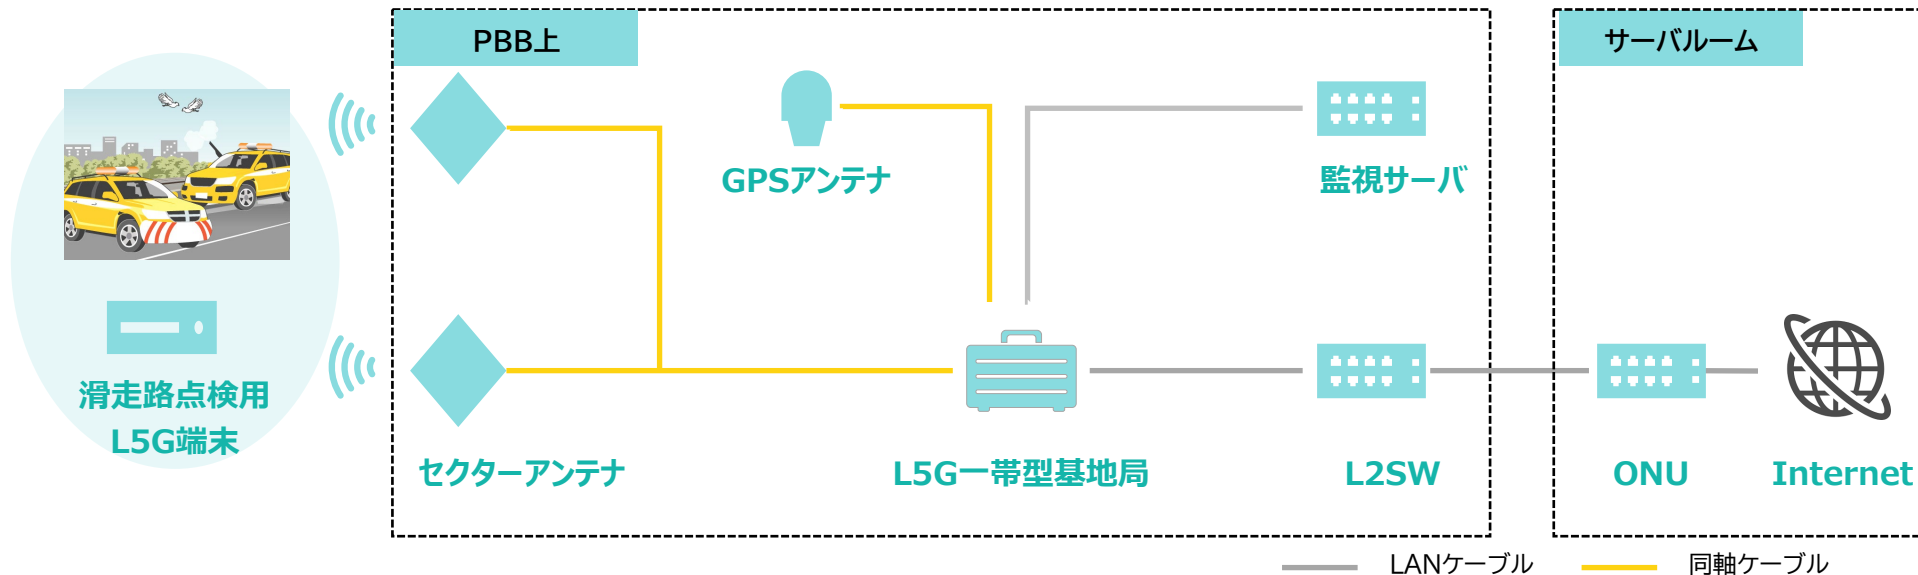 PBB上
サーバルーム
GPSアンテナ
監視サーバ
滑走路点検用
L5G端末
セクターアンテナ
L5G一帯型基地局
L2SW
ONU
Internet
LANケーブル
同軸ケーブル